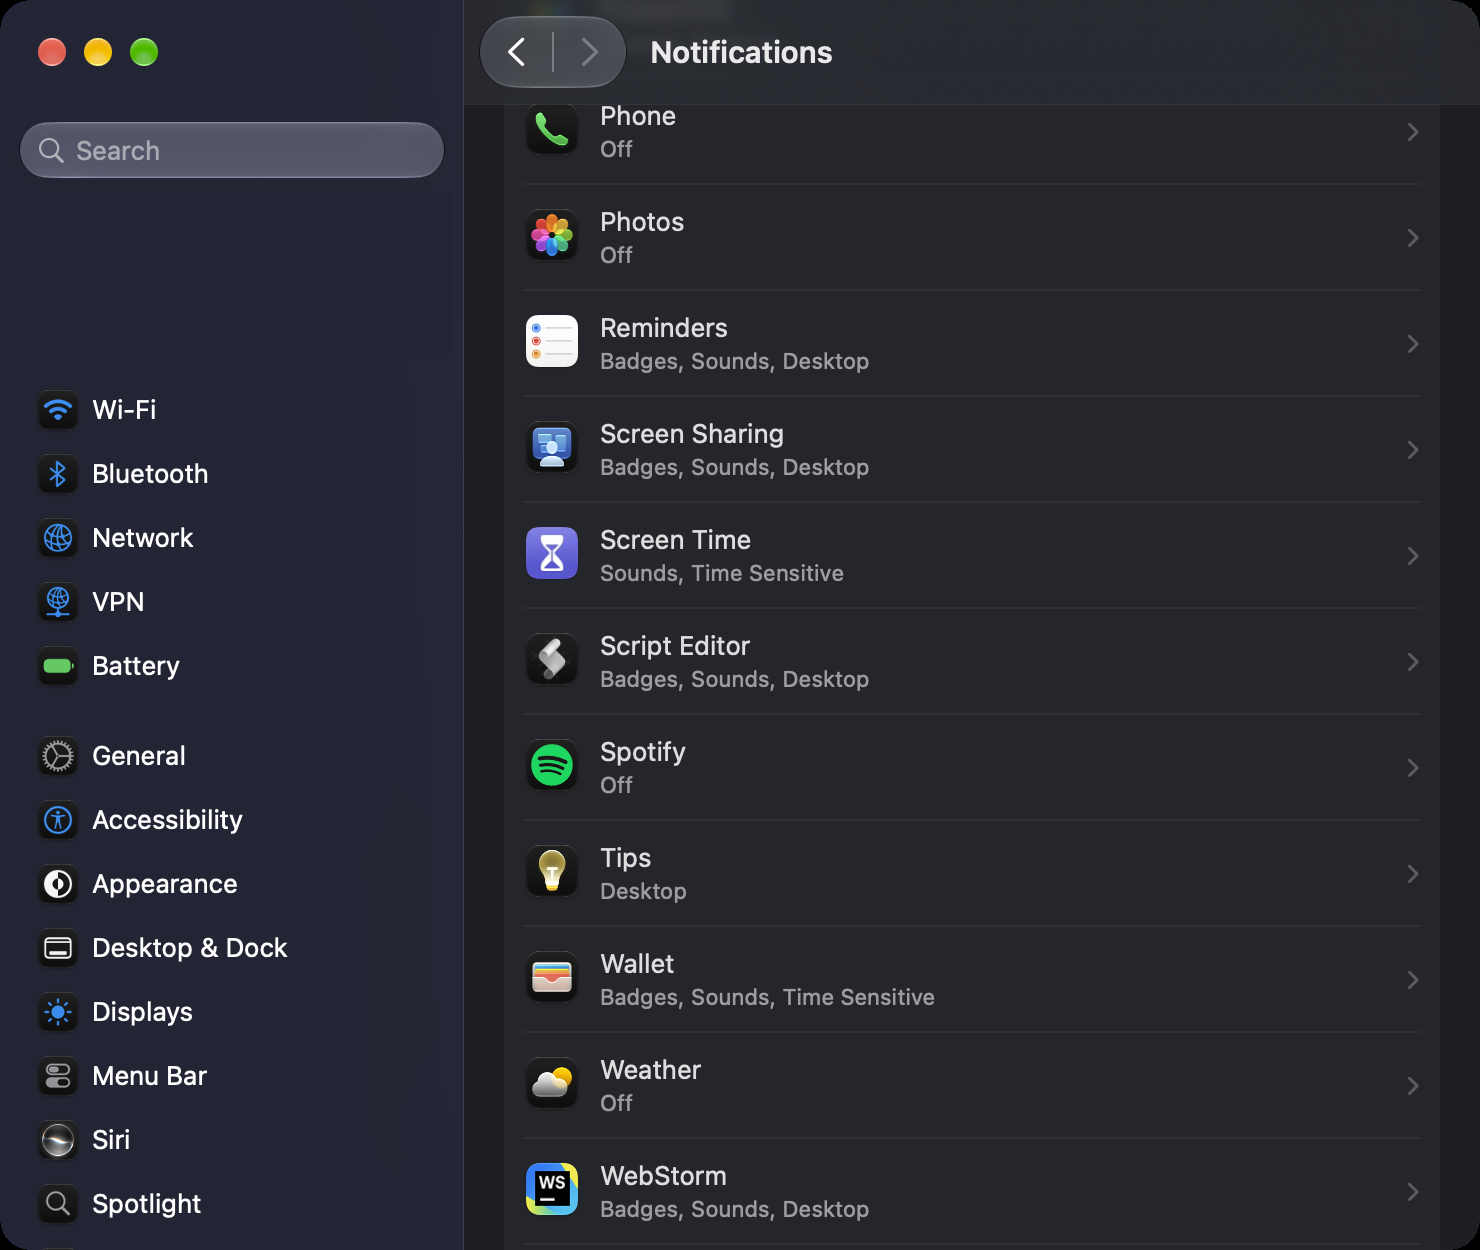 Search
Wi-Fi
Bluetooth
Network
VPN
Battery
General
Accessibility
Appearance
Desktop & Dock
Displays
Menu Bar
Siri
Spotlight
Notifications
Phone
Off
Photos
Off
Reminders
Badges, Sounds, Desktop
Screen Sharing
Badges, Sounds, Desktop
Screen Time
Sounds, Time Sensitive
Script Editor
Badges, Sounds, Desktop
Spotify
Off
Tips
Desktop
Wallet
Badges, Sounds, Time Sensitive
Weather
Off
WS
WebStorm
Badges, Sounds, Desktop